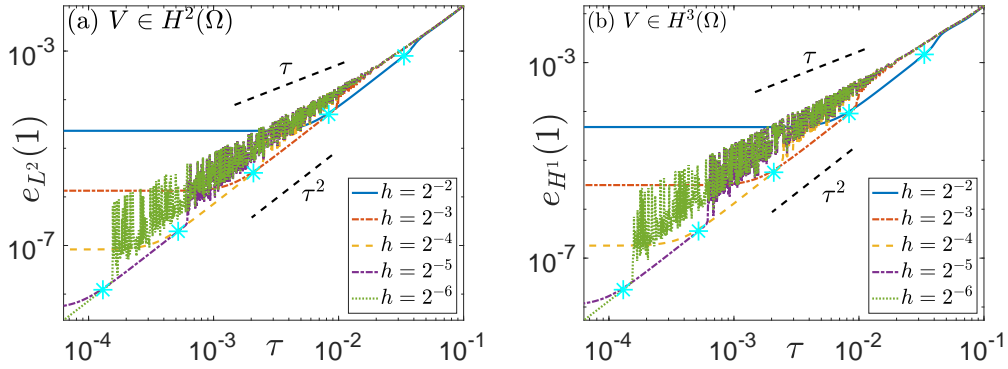 (a) V ∈ H²(Ω)
10⁻³
10⁻⁷
e_{L²}(1)
τ
τ²
h = 2⁻²
h = 2⁻³
h = 2⁻⁴
h = 2⁻⁵
h = 2⁻⁶
10⁻⁴ 10⁻³ 10⁻² 10⁻¹
τ
(b) V ∈ H³(Ω)
10⁻³
10⁻⁷
e_{H¹}(1)
τ
τ²
h = 2⁻²
h = 2⁻³
h = 2⁻⁴
h = 2⁻⁵
h = 2⁻⁶
10⁻⁴ 10⁻³ 10⁻² 10⁻¹
τ